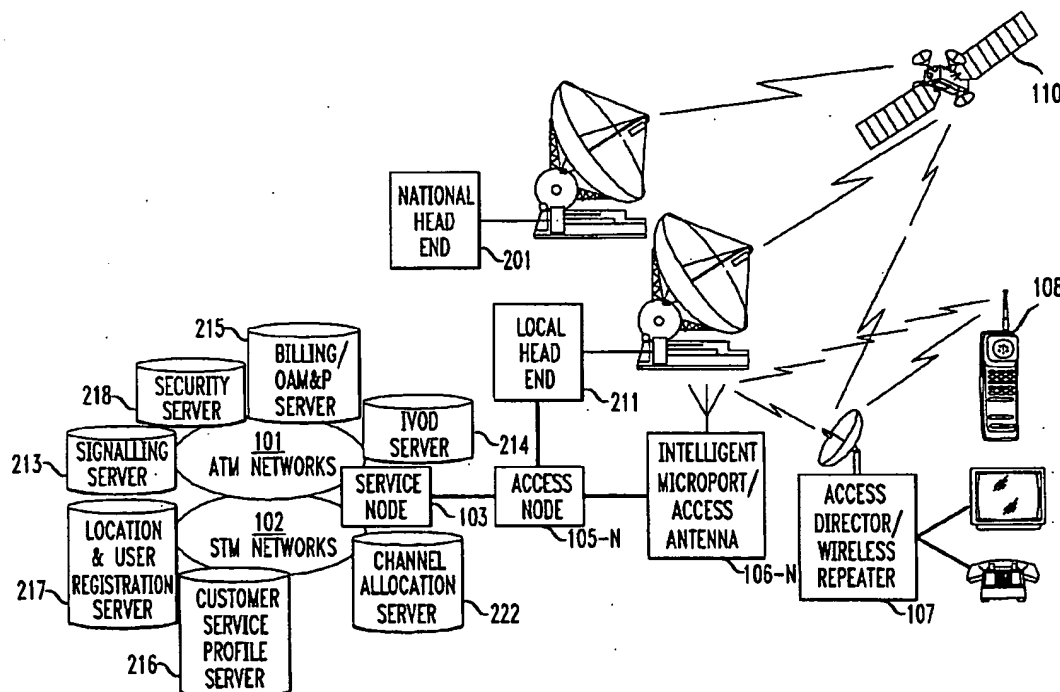 110
NATIONAL
HEAD
END
201
108
LOCAL
HEAD
END
211
215
BILLING/
OAM&P
SERVER
218
SECURITY
SERVER
IVOD
SERVER
214
213
SIGNALLING
SERVER
101
ATM NETWORKS
SERVICE
NODE
103
ACCESS
NODE
105-N
INTELLIGENT
MICROPORT/
ACCESS
ANTENNA
106-N
ACCESS
DIRECTOR/
WIRELESS
REPEATER
107
102
STM NETWORKS
LOCATION
& USER
REGISTRATION
SERVER
217
CUSTOMER
SERVICE
PROFILE
SERVER
216
CHANNEL
ALLOCATION
SERVER
222